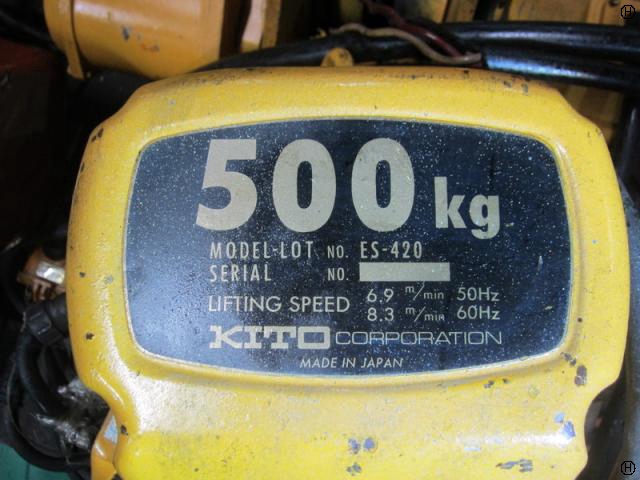 500 kg
MODEL-LOT NO. ES-420
SERIAL NO.
LIFTING SPEED 6.9 m/min 50Hz
8.3 m/min 60Hz
KITO CORPORATION
MADE IN JAPAN
H
H